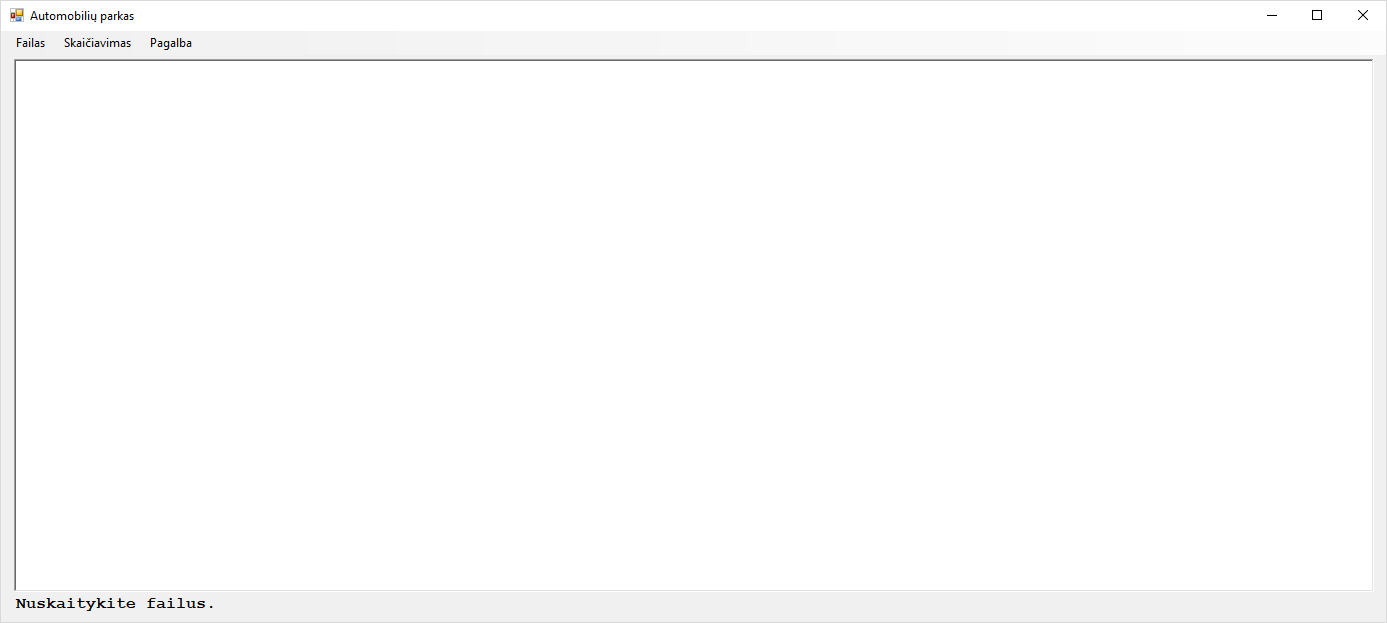 Automobilių parkas
Failas Skaičiavimas Pagalba
Nuskaitykite failus.